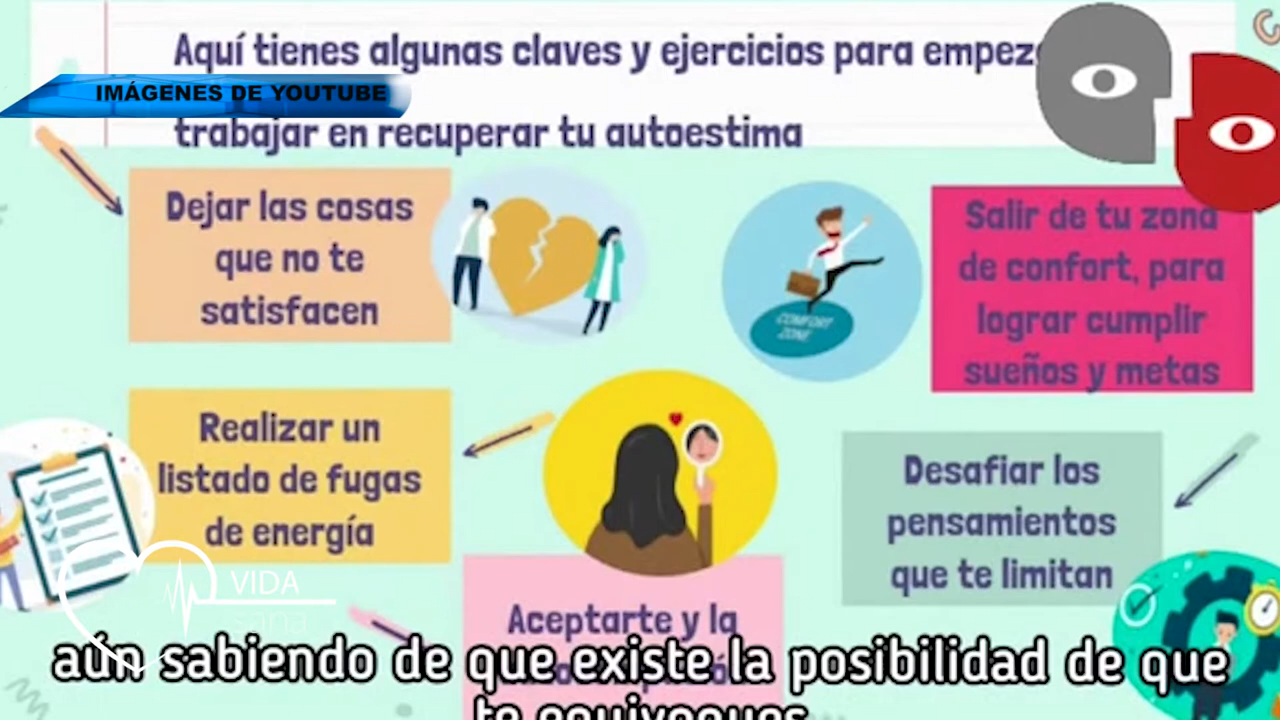 Aquí tienes algunas claves y ejercicios para
IMÁGENES DE YOUTUBE
trabajar en recuperar tu autoestima
Dejar las cosas
que no te
satisfacen
COMFORT
ZONE
Salir de tu zona
de confort, para
lograr cumplir
sueños y metas
Realizar un
listado de fugas
de energía
Desafiar los
pensamientos
que te limitan
Aceptarte y la
VIDA
sana
aún sabiendo de que existe la posibilidad de que
te equivoques